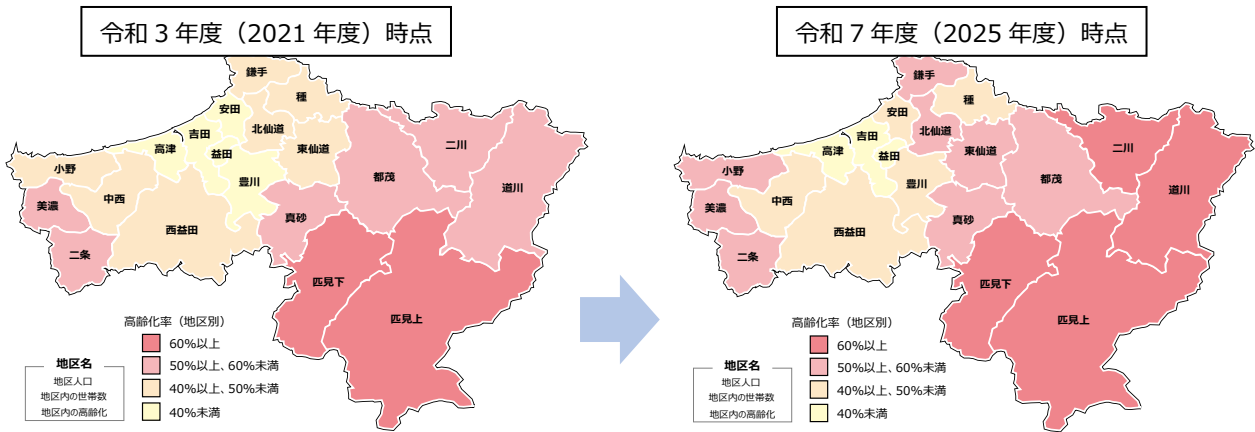 令和３年度（2021 年度）時点
鎌手
種
安田
北仙道
吉田
高津
益田
東仙道
二川
小野
豊川
都茂
道川
中西
美濃
真砂
西益田
二条
匹見下
匹見上
高齢化率（地区別）
60%以上
50%以上、60%未満
40%以上、50%未満
40%未満
地区名
地区人口
地区内の世帯数
地区内の高齢化
令和７年度（2025 年度）時点
鎌手
種
安田
北仙道
吉田
高津
益田
東仙道
二川
小野
豊川
都茂
道川
中西
美濃
真砂
西益田
二条
匹見下
匹見上
高齢化率（地区別）
60%以上
50%以上、60%未満
40%以上、50%未満
40%未満
地区名
地区人口
地区内の世帯数
地区内の高齢化